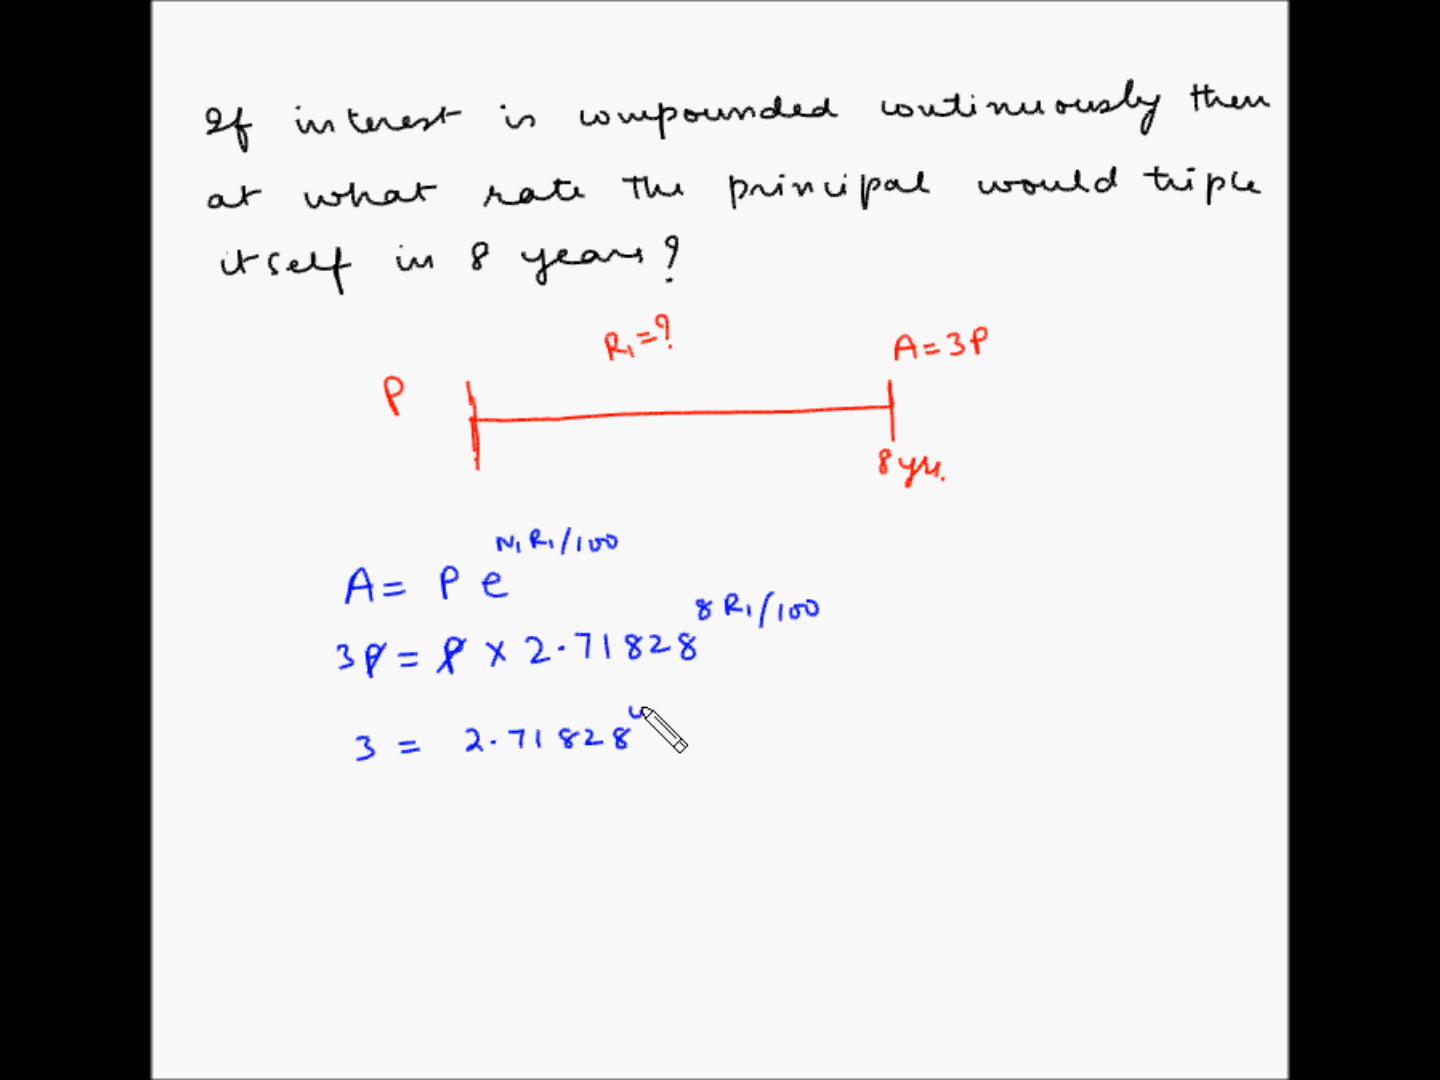 If interest is compounded continuously then
at what rate the principal would triple
itself in 8 years?
R₁=?
A=3P
P
8 yrs.
A = P e^N₁R₁/100
3P = P × 2.71828^8R₁/100
3 = 2.71828